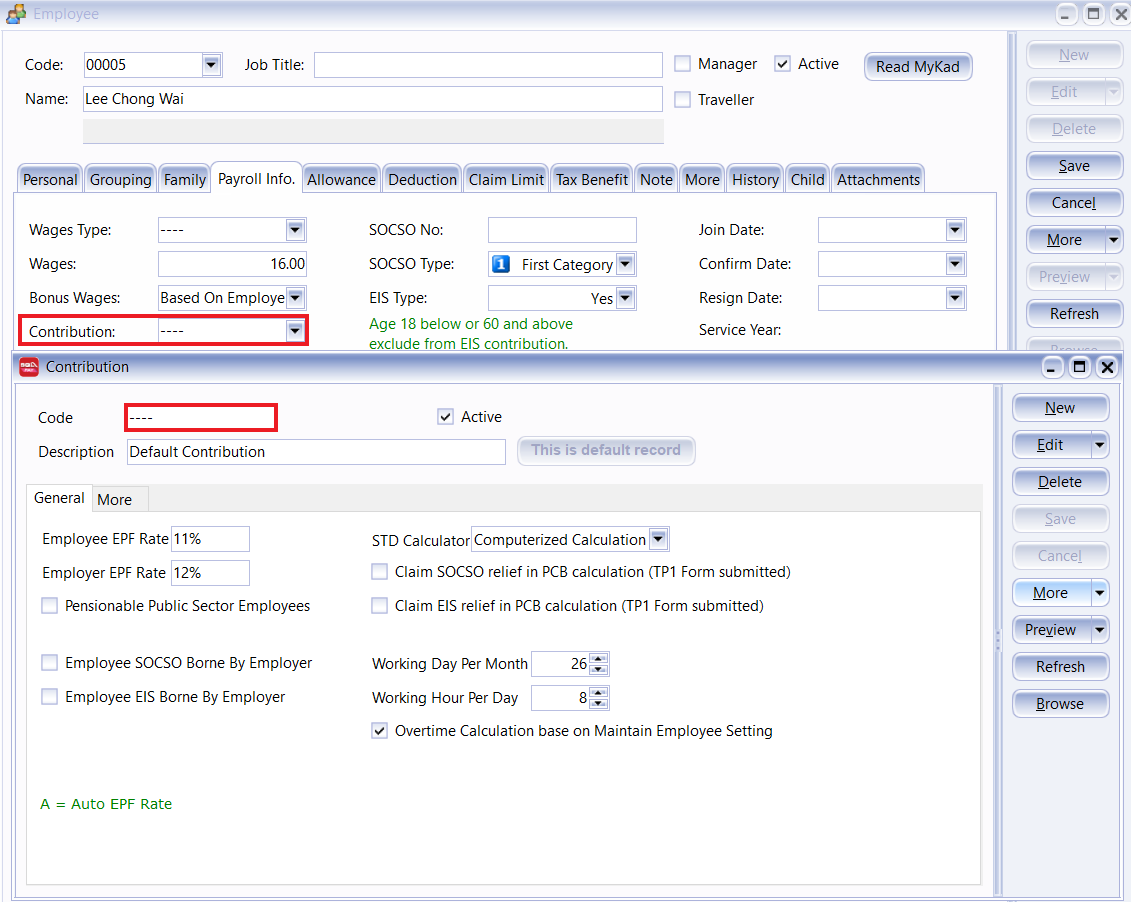 Employee
Code: 00005 Job Title: Manager Active Read MyKad
Name: Lee Chong Wai Traveller
Personal Grouping Family Payroll Info. Allowance Deduction Claim Limit Tax Benefit Note More History Child Attachments
Wages Type: ---- SOCSO No: Join Date:
Wages: 16.00 SOCSO Type: 1 First Category Confirm Date:
Bonus Wages: Based On Employe EIS Type: Yes Resign Date:
Contribution: ---- Age 18 below or 60 and above Service Year:
exclude from EIS contribution.
New
Edit
Delete
Save
Cancel
More
Preview
Refresh
Browse
Contribution
Code ---- Active
Description Default Contribution This is default record
General More
Employee EPF Rate 11% STD Calculator Computerized Calculation
Employer EPF Rate 12% Claim SOCSO relief in PCB calculation (TP1 Form submitted)
Pensionable Public Sector Employees Claim EIS relief in PCB calculation (TP1 Form submitted)
Employee SOCSO Borne By Employer Working Day Per Month 26
Employee EIS Borne By Employer Working Hour Per Day 8
Overtime Calculation base on Maintain Employee Setting
A = Auto EPF Rate
New
Edit
Delete
Save
Cancel
More
Preview
Refresh
Browse